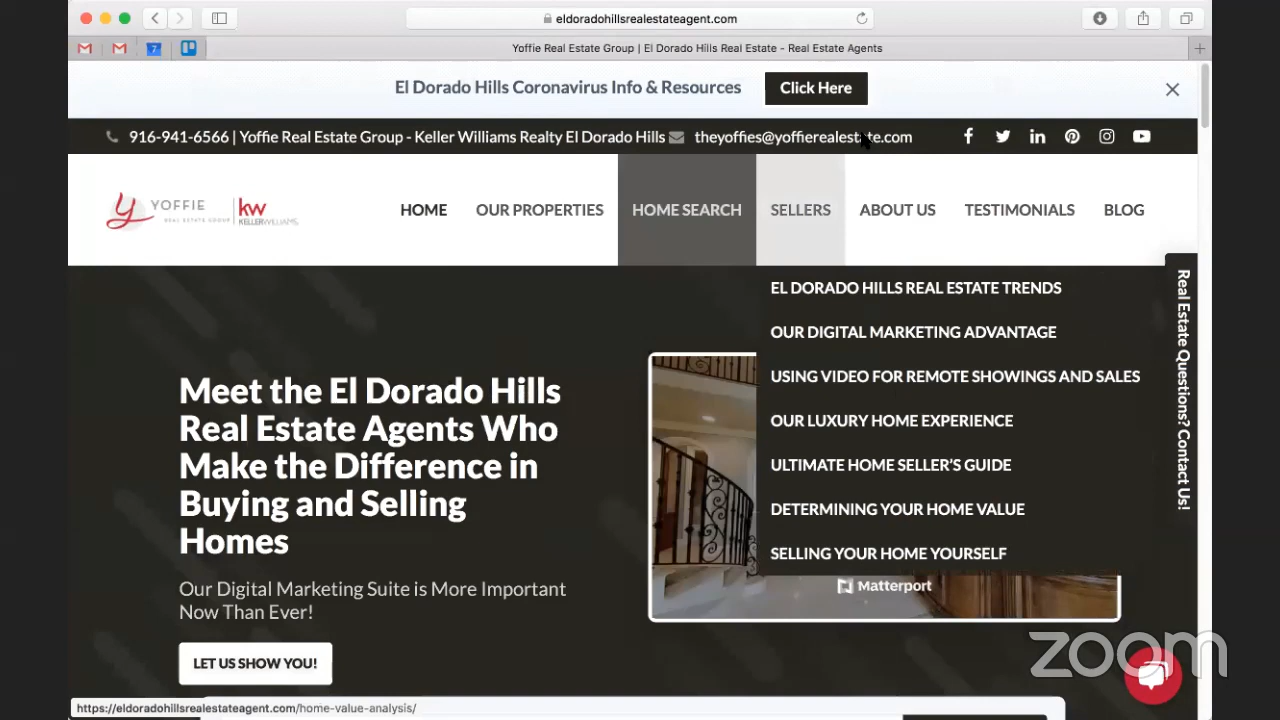 eldoradohillsrealestateagent.com
7
Yoffie Real Estate Group | El Dorado Hills Real Estate - Real Estate Agents
El Dorado Hills Coronavirus Info & Resources
Click Here
916-941-6566 | Yoffie Real Estate Group - Keller Williams Realty El Dorado Hills
theyoffies@yoffierealestate.com
YOFFIE
REAL ESTATE GROUP
kw
KELLERWILLIAMS
HOME
OUR PROPERTIES
HOME SEARCH
SELLERS
ABOUT US
TESTIMONIALS
BLOG
EL DORADO HILLS REAL ESTATE TRENDS
OUR DIGITAL MARKETING ADVANTAGE
USING VIDEO FOR REMOTE SHOWINGS AND SALES
OUR LUXURY HOME EXPERIENCE
ULTIMATE HOME SELLER'S GUIDE
DETERMINING YOUR HOME VALUE
SELLING YOUR HOME YOURSELF
Real Estate Questions? Contact Us!
Meet the El Dorado Hills
Real Estate Agents Who
Make the Difference in
Buying and Selling
Homes
Our Digital Marketing Suite is More Important
Now Than Ever!
LET US SHOW YOU!
Matterport
zoom
https://eldoradohillsrealestateagent.com/home-value-analysis/